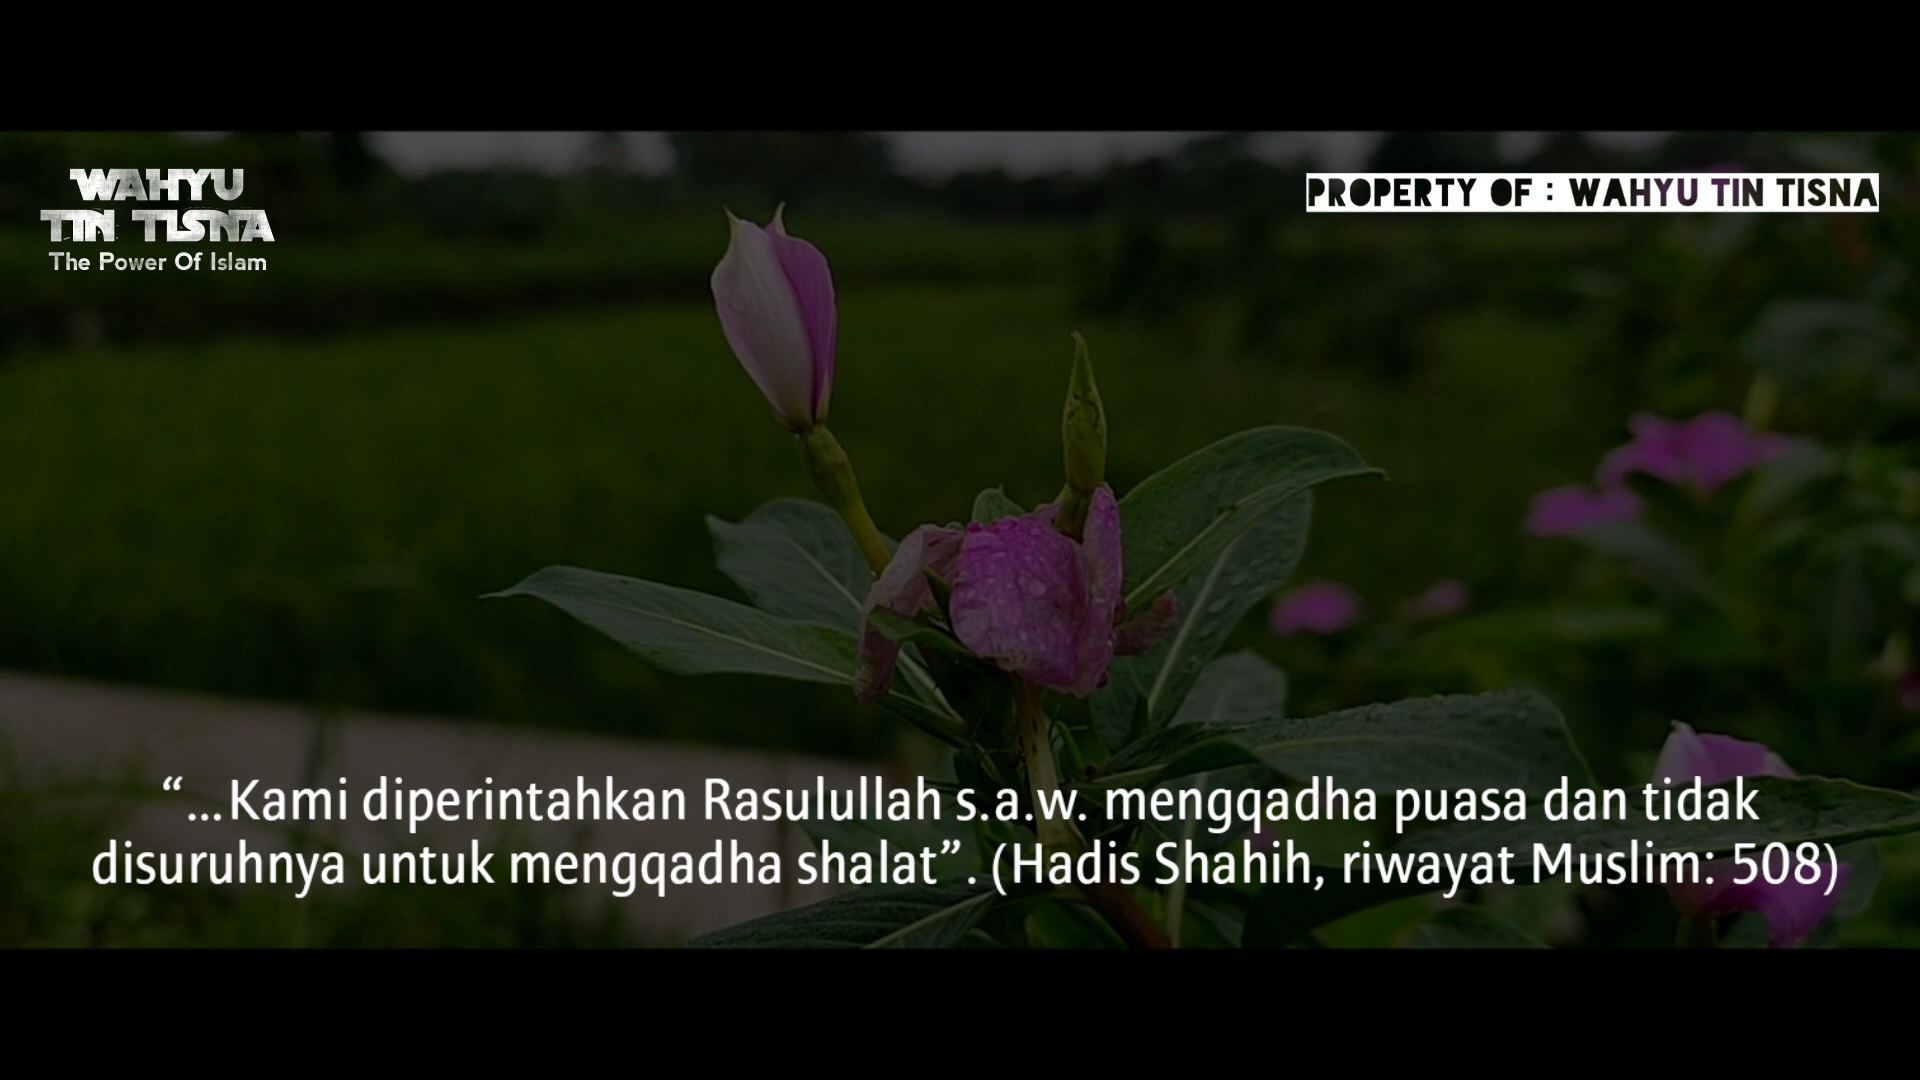 WAHYU
TIN TISNA
The Power Of Islam
PROPERTY OF : WAHYU TIN TISNA
“...Kami diperintahkan Rasulullah s.a.w. mengqadha puasa dan tidak
disuruhnya untuk mengqadha shalat”. (Hadis Shahih, riwayat Muslim: 508)